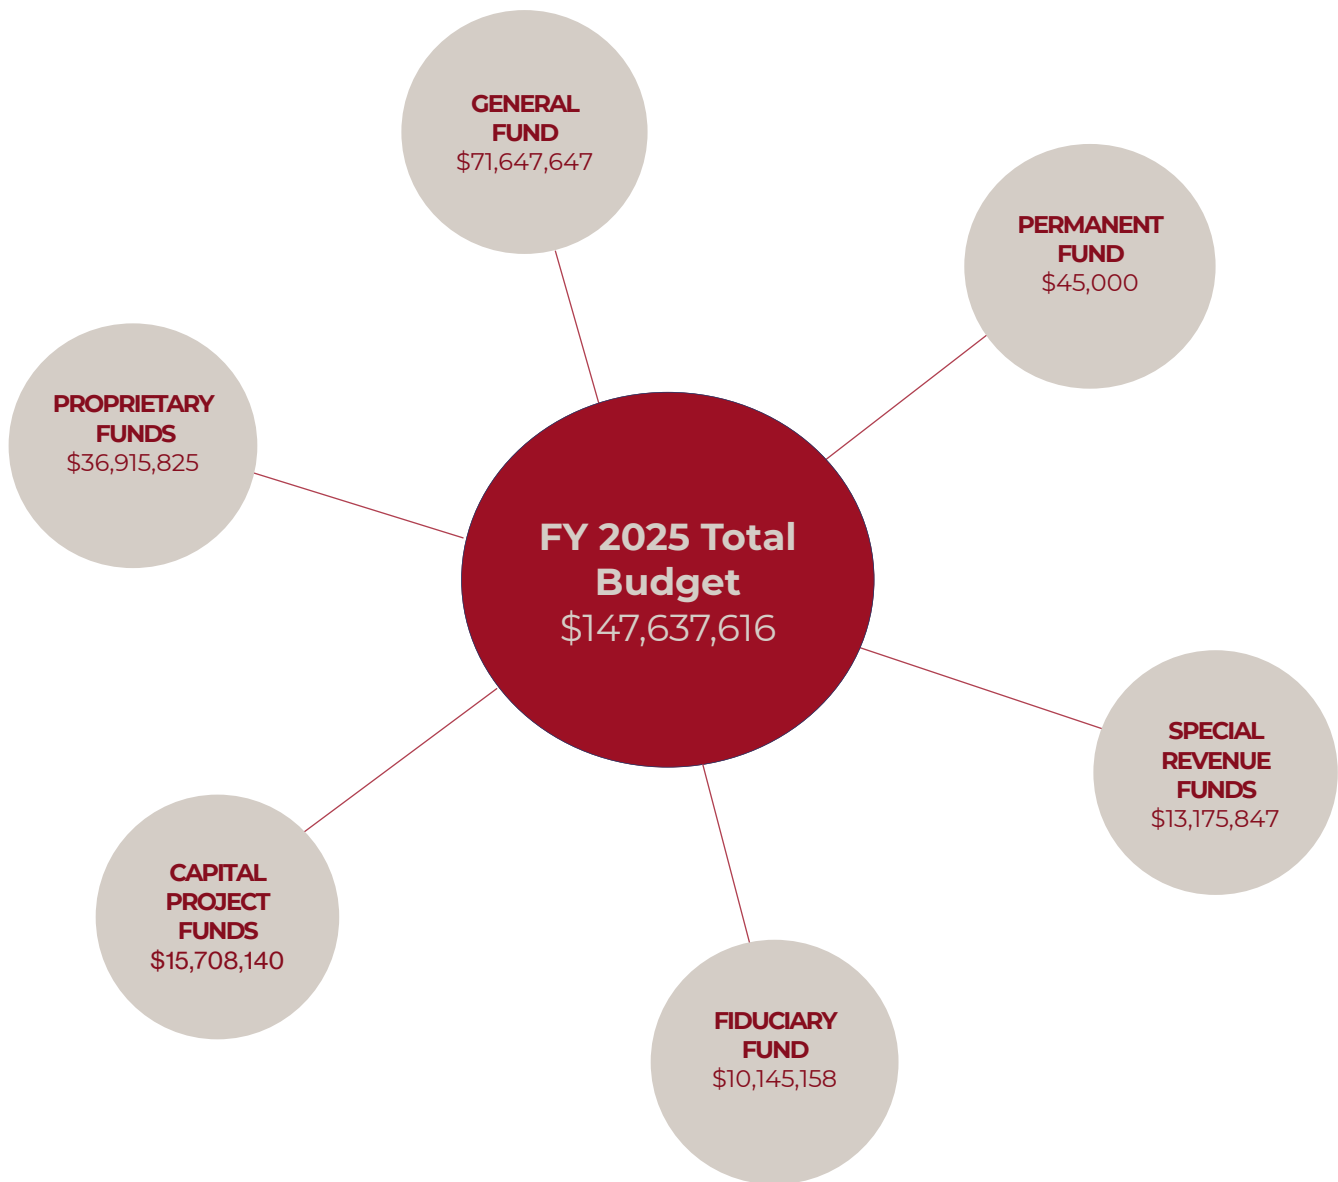 GENERAL
FUND
$71,647,647
PERMANENT
FUND
$45,000
PROPRIETARY
FUNDS
$36,915,825
FY 2025 Total
Budget
$147,637,616
SPECIAL
REVENUE
FUNDS
$13,175,847
CAPITAL
PROJECT
FUNDS
$15,708,140
FIDUCIARY
FUND
$10,145,158